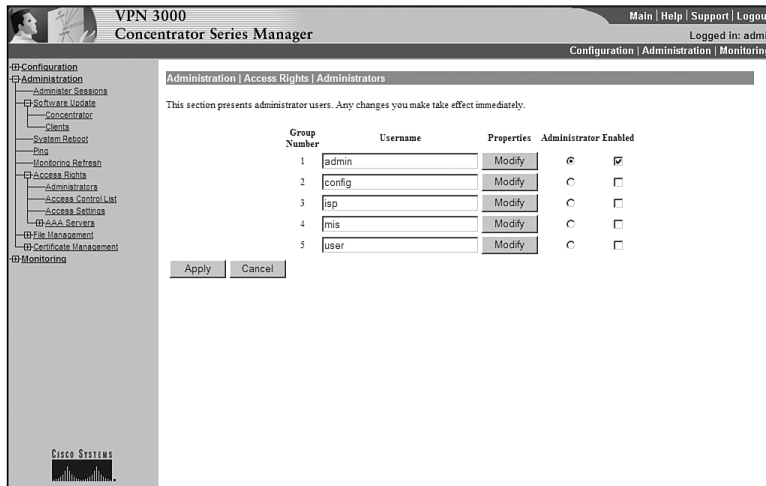 VPN 3000
Concentrator Series Manager
Main | Help | Support | Logou
Logged in: admi
Configuration | Administration | Monitoring
Configuration
Administration
Administer Sessions
Software Update
Concentrator
Clients
System Reboot
Ping
Monitoring Refresh
Access Rights
Administrators
Access Control List
Access Settings
AAA Servers
File Management
Certificate Management
Monitoring
CISCO SYSTEMS
Administration | Access Rights | Administrators
This section presents administrator users. Any changes you make take effect immediately.
Group Number Username Properties Administrator Enabled
1 admin Modify
2 config Modify
3 isp Modify
4 mis Modify
5 user Modify
Apply Cancel